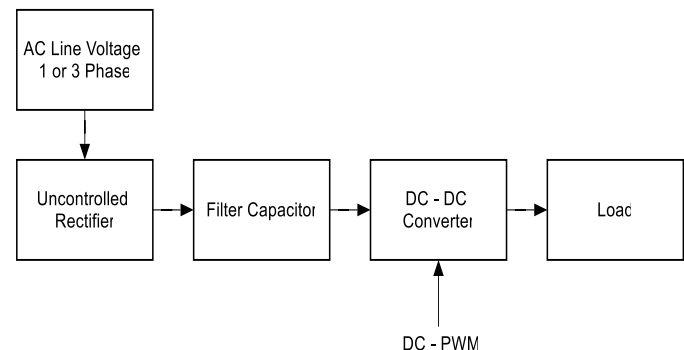 AC Line Voltage
1 or 3 Phase
Uncontrolled
Rectifier
Filter Capacitor
DC - DC
Converter
Load
DC - PWM